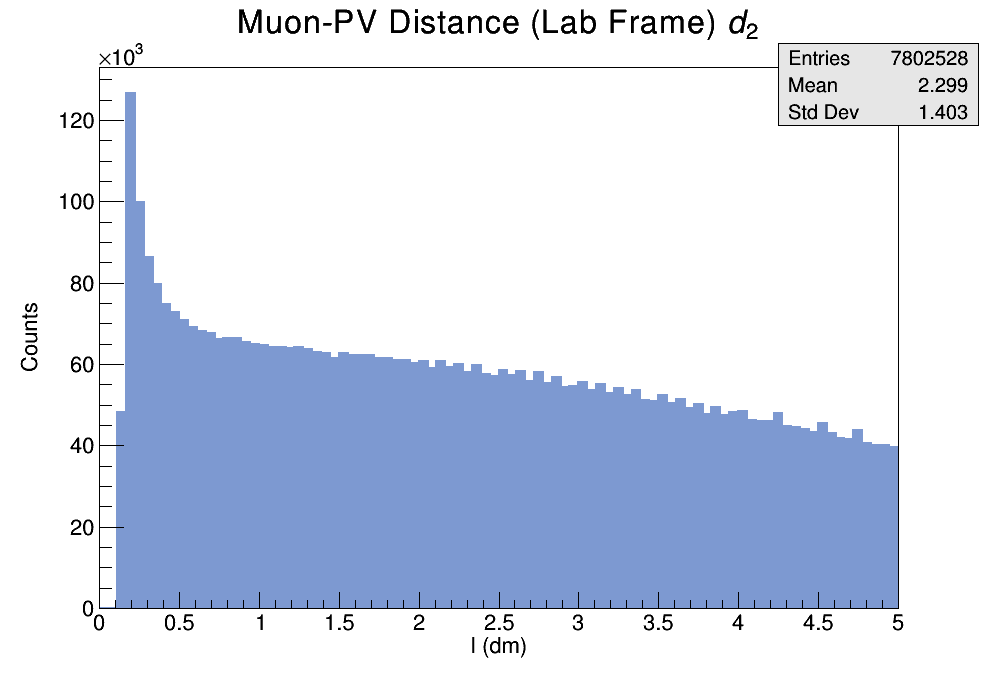 Muon-PV Distance (Lab Frame) d₂
×10³
Entries 7802528
Mean 2.299
Std Dev 1.403
120
100
80
60
40
20
0
Counts
0 0.5 1 1.5 2 2.5 3 3.5 4 4.5 5
l (dm)